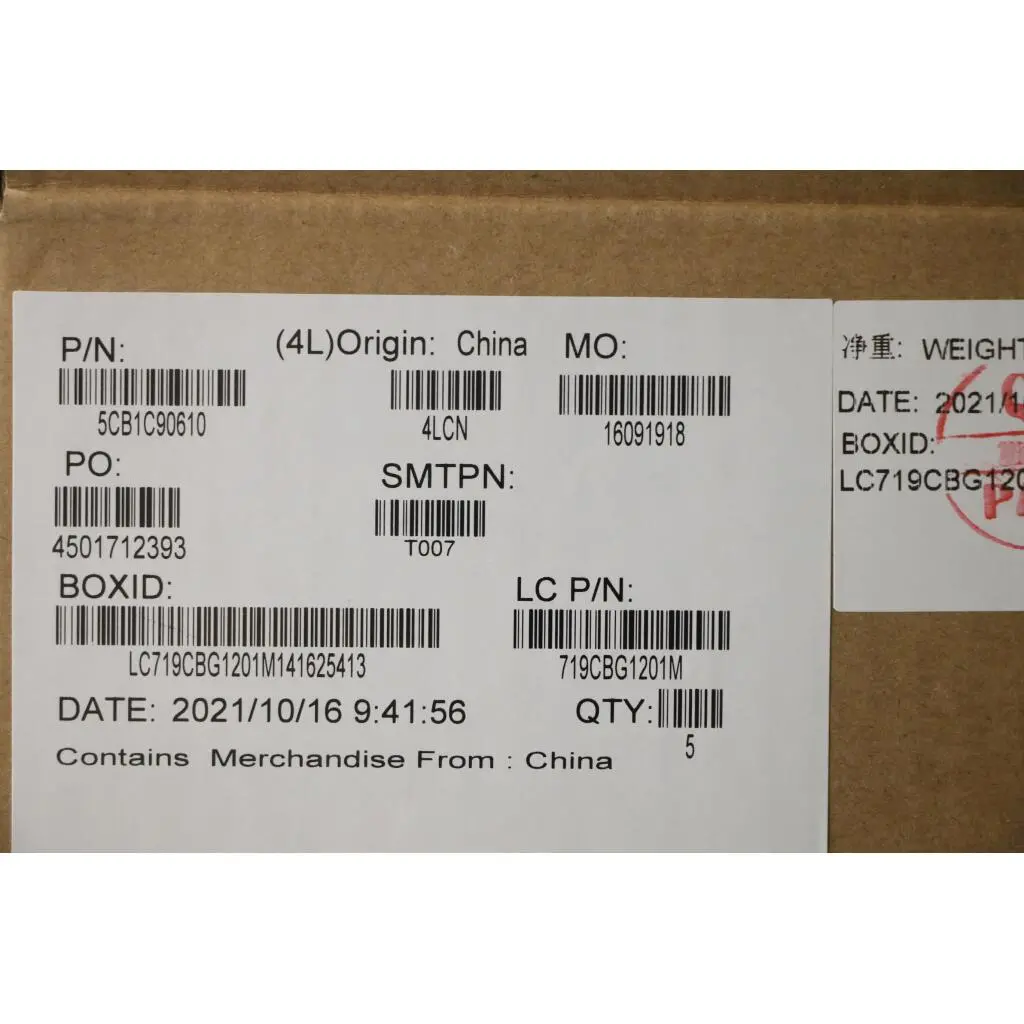 P/N: (4L)Origin: China MO:
5CB1C90610 4LCN 16091918
PO: SMTPN:
4501712393 T007
BOXID: LC P/N:
LC719CBG1201M141625413 719CBG1201M
DATE: 2021/10/16 9:41:56 QTY:
5
Contains Merchandise From : China
净重: WEIGHT
DATE: 2021/1
BOXID:
LC719CBG120